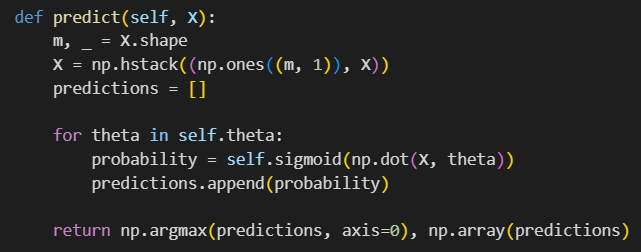 def predict(self, X):
    m, _ = X.shape
    X = np.hstack((np.ones((m, 1)), X))
    predictions = []

    for theta in self.theta:
        probability = self.sigmoid(np.dot(X, theta))
        predictions.append(probability)

    return np.argmax(predictions, axis=0), np.array(predictions)